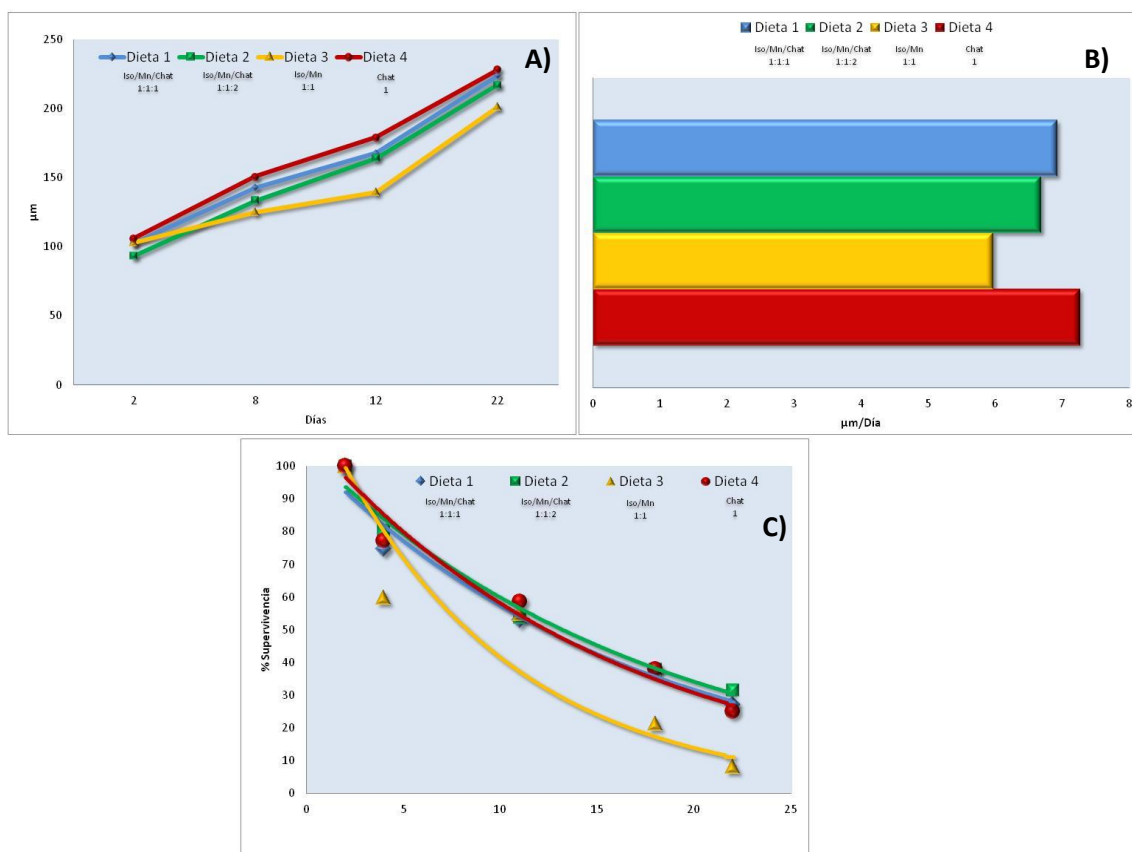 A)
Dieta 1 Dieta 2 Dieta 3 Dieta 4
Iso/Mn/Chat Iso/Mn/Chat Iso/Mn Chat
1:1:1 1:1:2 1:1 1
250
200
150
100
50
0
µm
2 8 12 22
Días
B)
Dieta 1 Dieta 2 Dieta 3 Dieta 4
Iso/Mn/Chat Iso/Mn/Chat Iso/Mn Chat
1:1:1 1:1:2 1:1 1
0 1 2 3 4 5 6 7 8
µm/Día
C)
Dieta 1 Dieta 2 Dieta 3 Dieta 4
Iso/Mn/Chat Iso/Mn/Chat Iso/Mn Chat
1:1:1 1:1:2 1:1 1
100
90
80
70
60
50
40
30
20
10
0
% Supervivencia
0 5 10 15 20 25